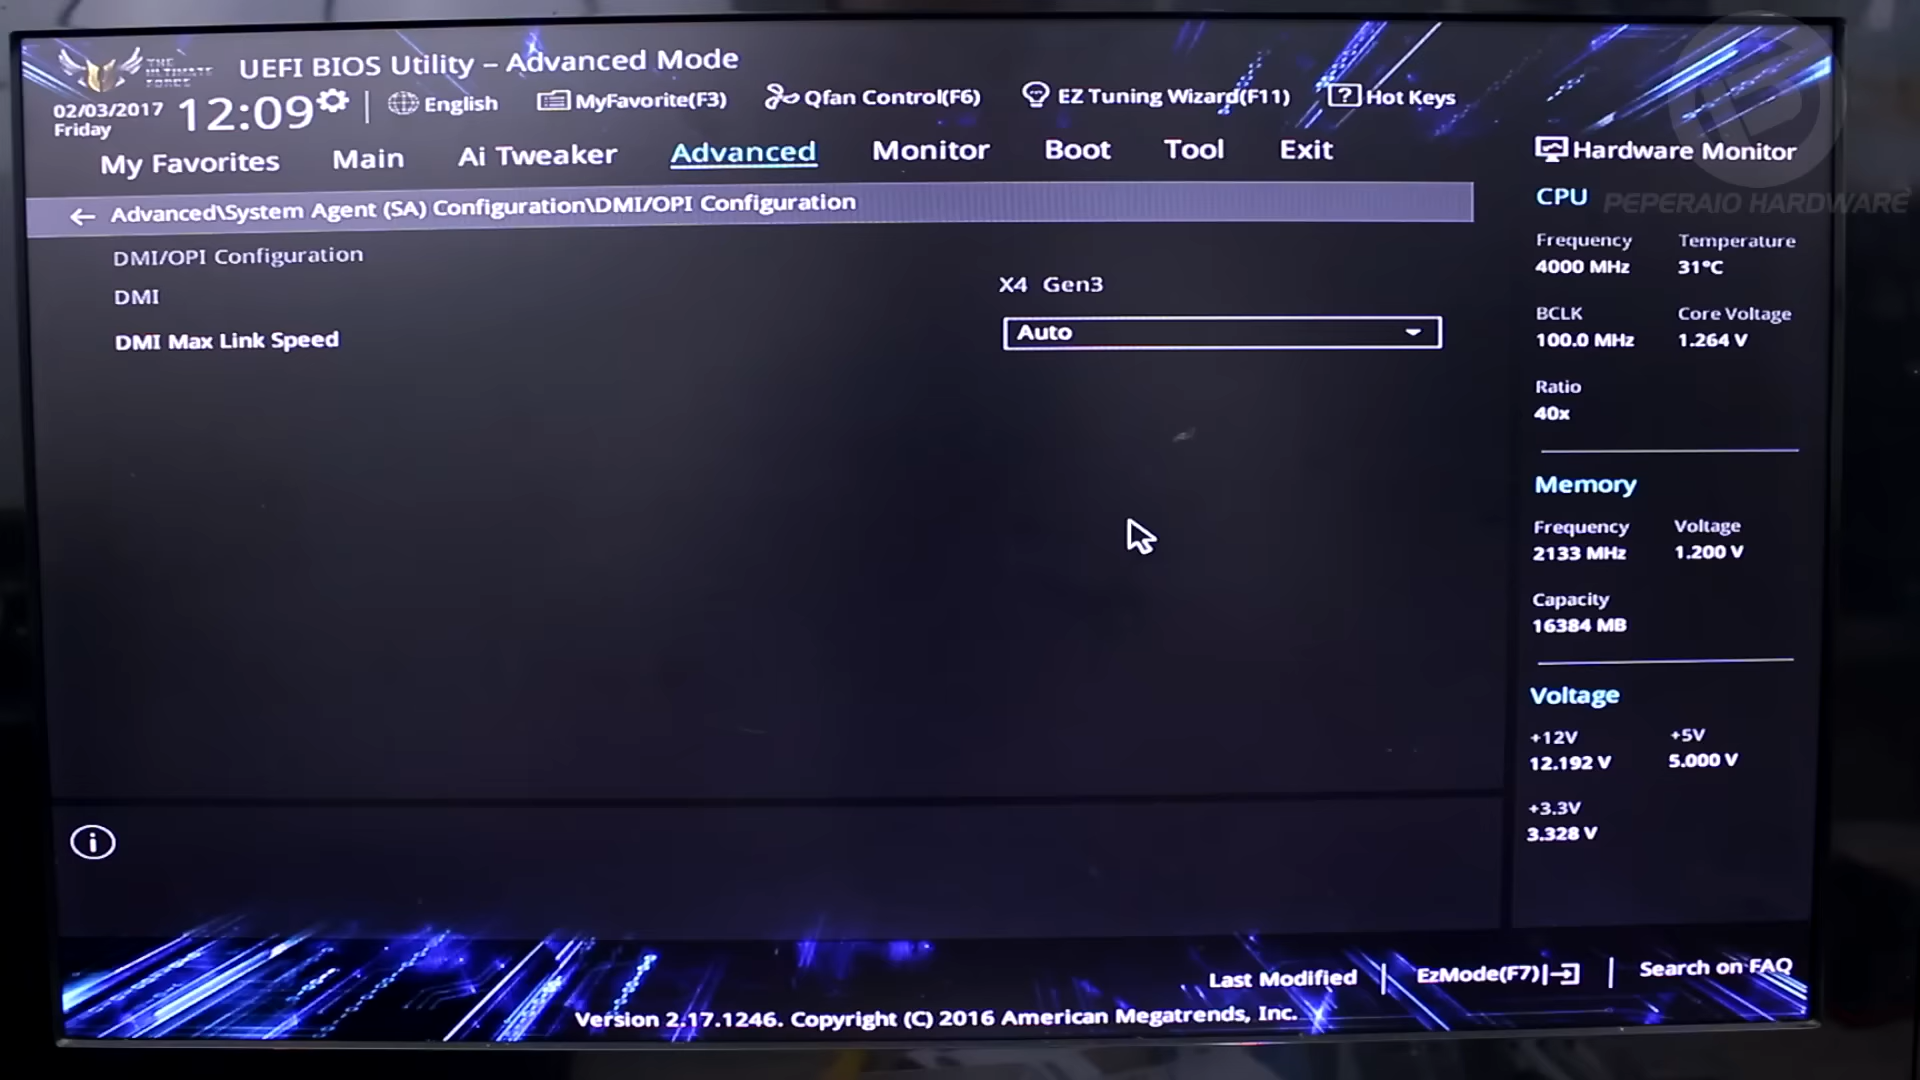 THE
ULTIMATE
FORCE
UEFI BIOS Utility – Advanced Mode
02/03/2017
Friday
12:09
English
MyFavorite(F3)
Qfan Control(F6)
EZ Tuning Wizard(F11)
? Hot Keys
My Favorites
Main
Ai Tweaker
Advanced
Monitor
Boot
Tool
Exit
Advanced\System Agent (SA) Configuration\DMI/OPI Configuration
DMI/OPI Configuration
DMI
X4 Gen3
DMI Max Link Speed
Auto
Hardware Monitor
CPU
PEPERAIO HARDWARE
Frequency Temperature
4000 MHz 31°C
BCLK Core Voltage
100.0 MHz 1.264 V
Ratio
40x
Memory
Frequency Voltage
2133 MHz 1.200 V
Capacity
16384 MB
Voltage
+12V +5V
12.192 V 5.000 V
+3.3V
3.328 V
i
Last Modified
EzMode(F7)
Search on FAQ
Version 2.17.1246. Copyright (C) 2016 American Megatrends, Inc.